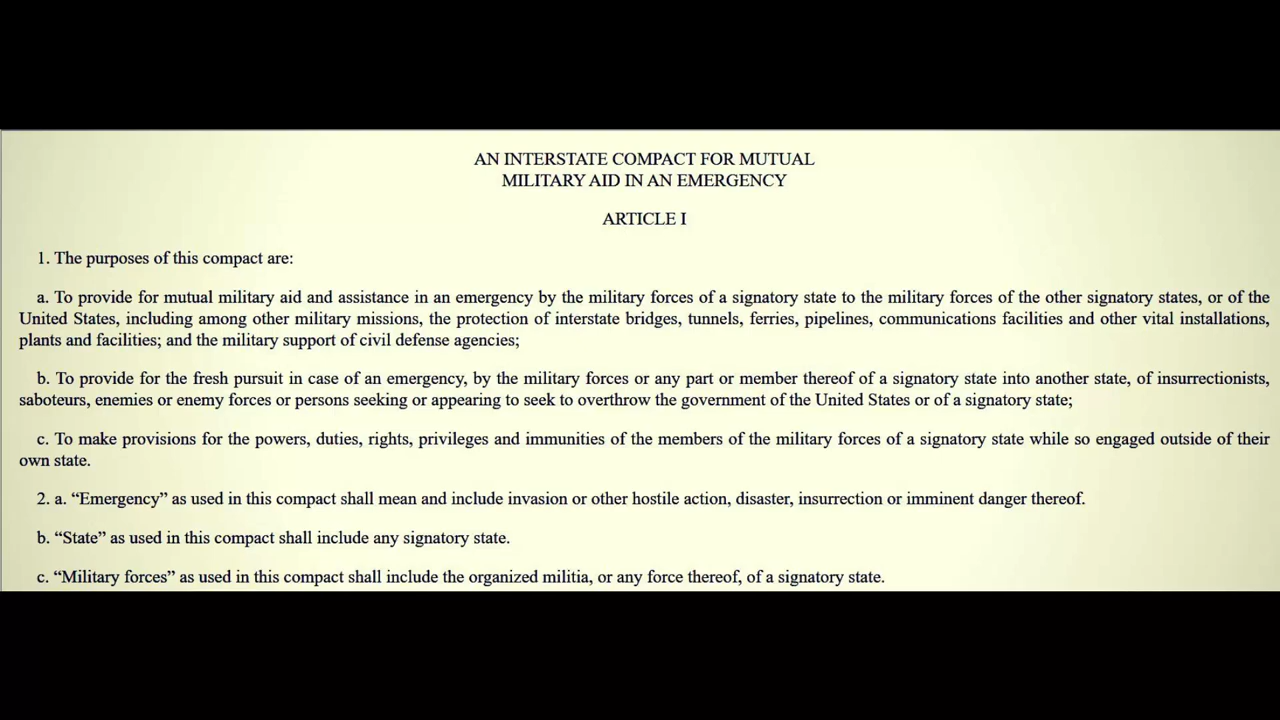 AN INTERSTATE COMPACT FOR MUTUAL
MILITARY AID IN AN EMERGENCY
ARTICLE I
1. The purposes of this compact are:
a. To provide for mutual military aid and assistance in an emergency by the military forces of a signatory state to the military forces of the other signatory states, or of the
United States, including among other military missions, the protection of interstate bridges, tunnels, ferries, pipelines, communications facilities and other vital installations,
plants and facilities; and the military support of civil defense agencies;
b. To provide for the fresh pursuit in case of an emergency, by the military forces or any part or member thereof of a signatory state into another state, of insurrectionists,
saboteurs, enemies or enemy forces or persons seeking or appearing to seek to overthrow the government of the United States or of a signatory state;
c. To make provisions for the powers, duties, rights, privileges and immunities of the members of the military forces of a signatory state while so engaged outside of their
own state.
2. a. “Emergency” as used in this compact shall mean and include invasion or other hostile action, disaster, insurrection or imminent danger thereof.
b. “State” as used in this compact shall include any signatory state.
c. “Military forces” as used in this compact shall include the organized militia, or any force thereof, of a signatory state.